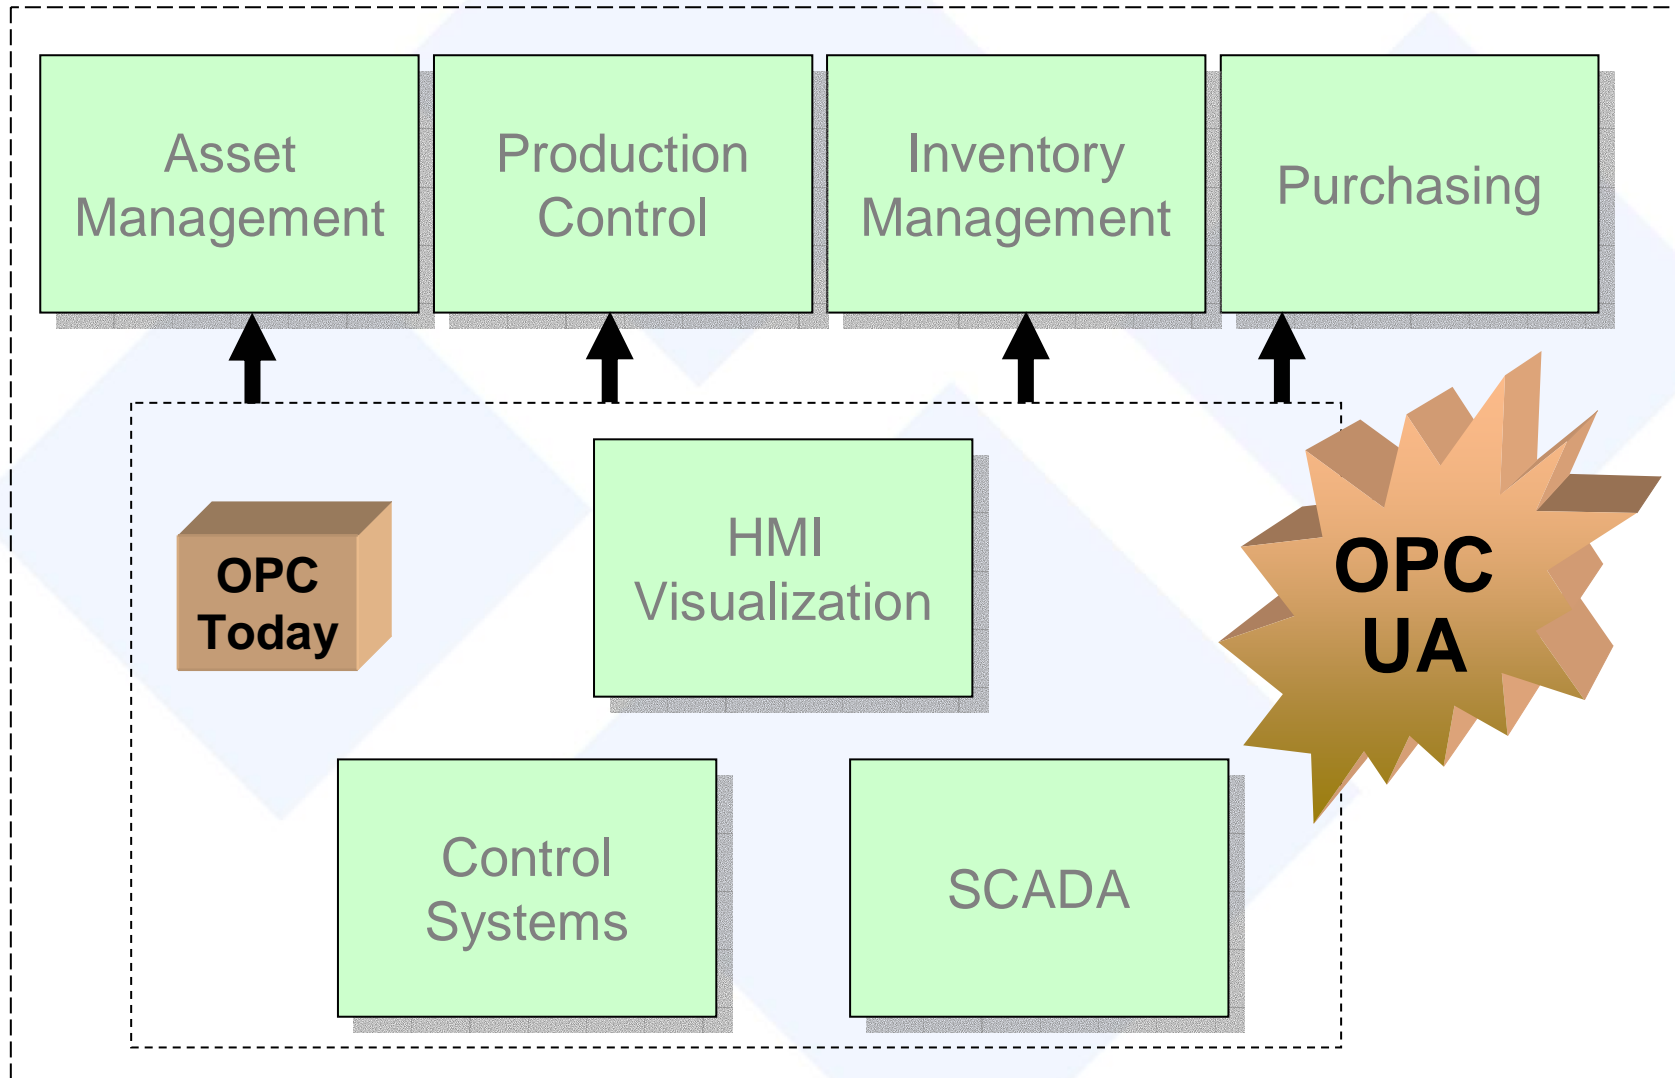 Asset
Management
Production
Control
Inventory
Management
Purchasing
OPC
Today
HMI
Visualization
OPC
UA
Control
Systems
SCADA